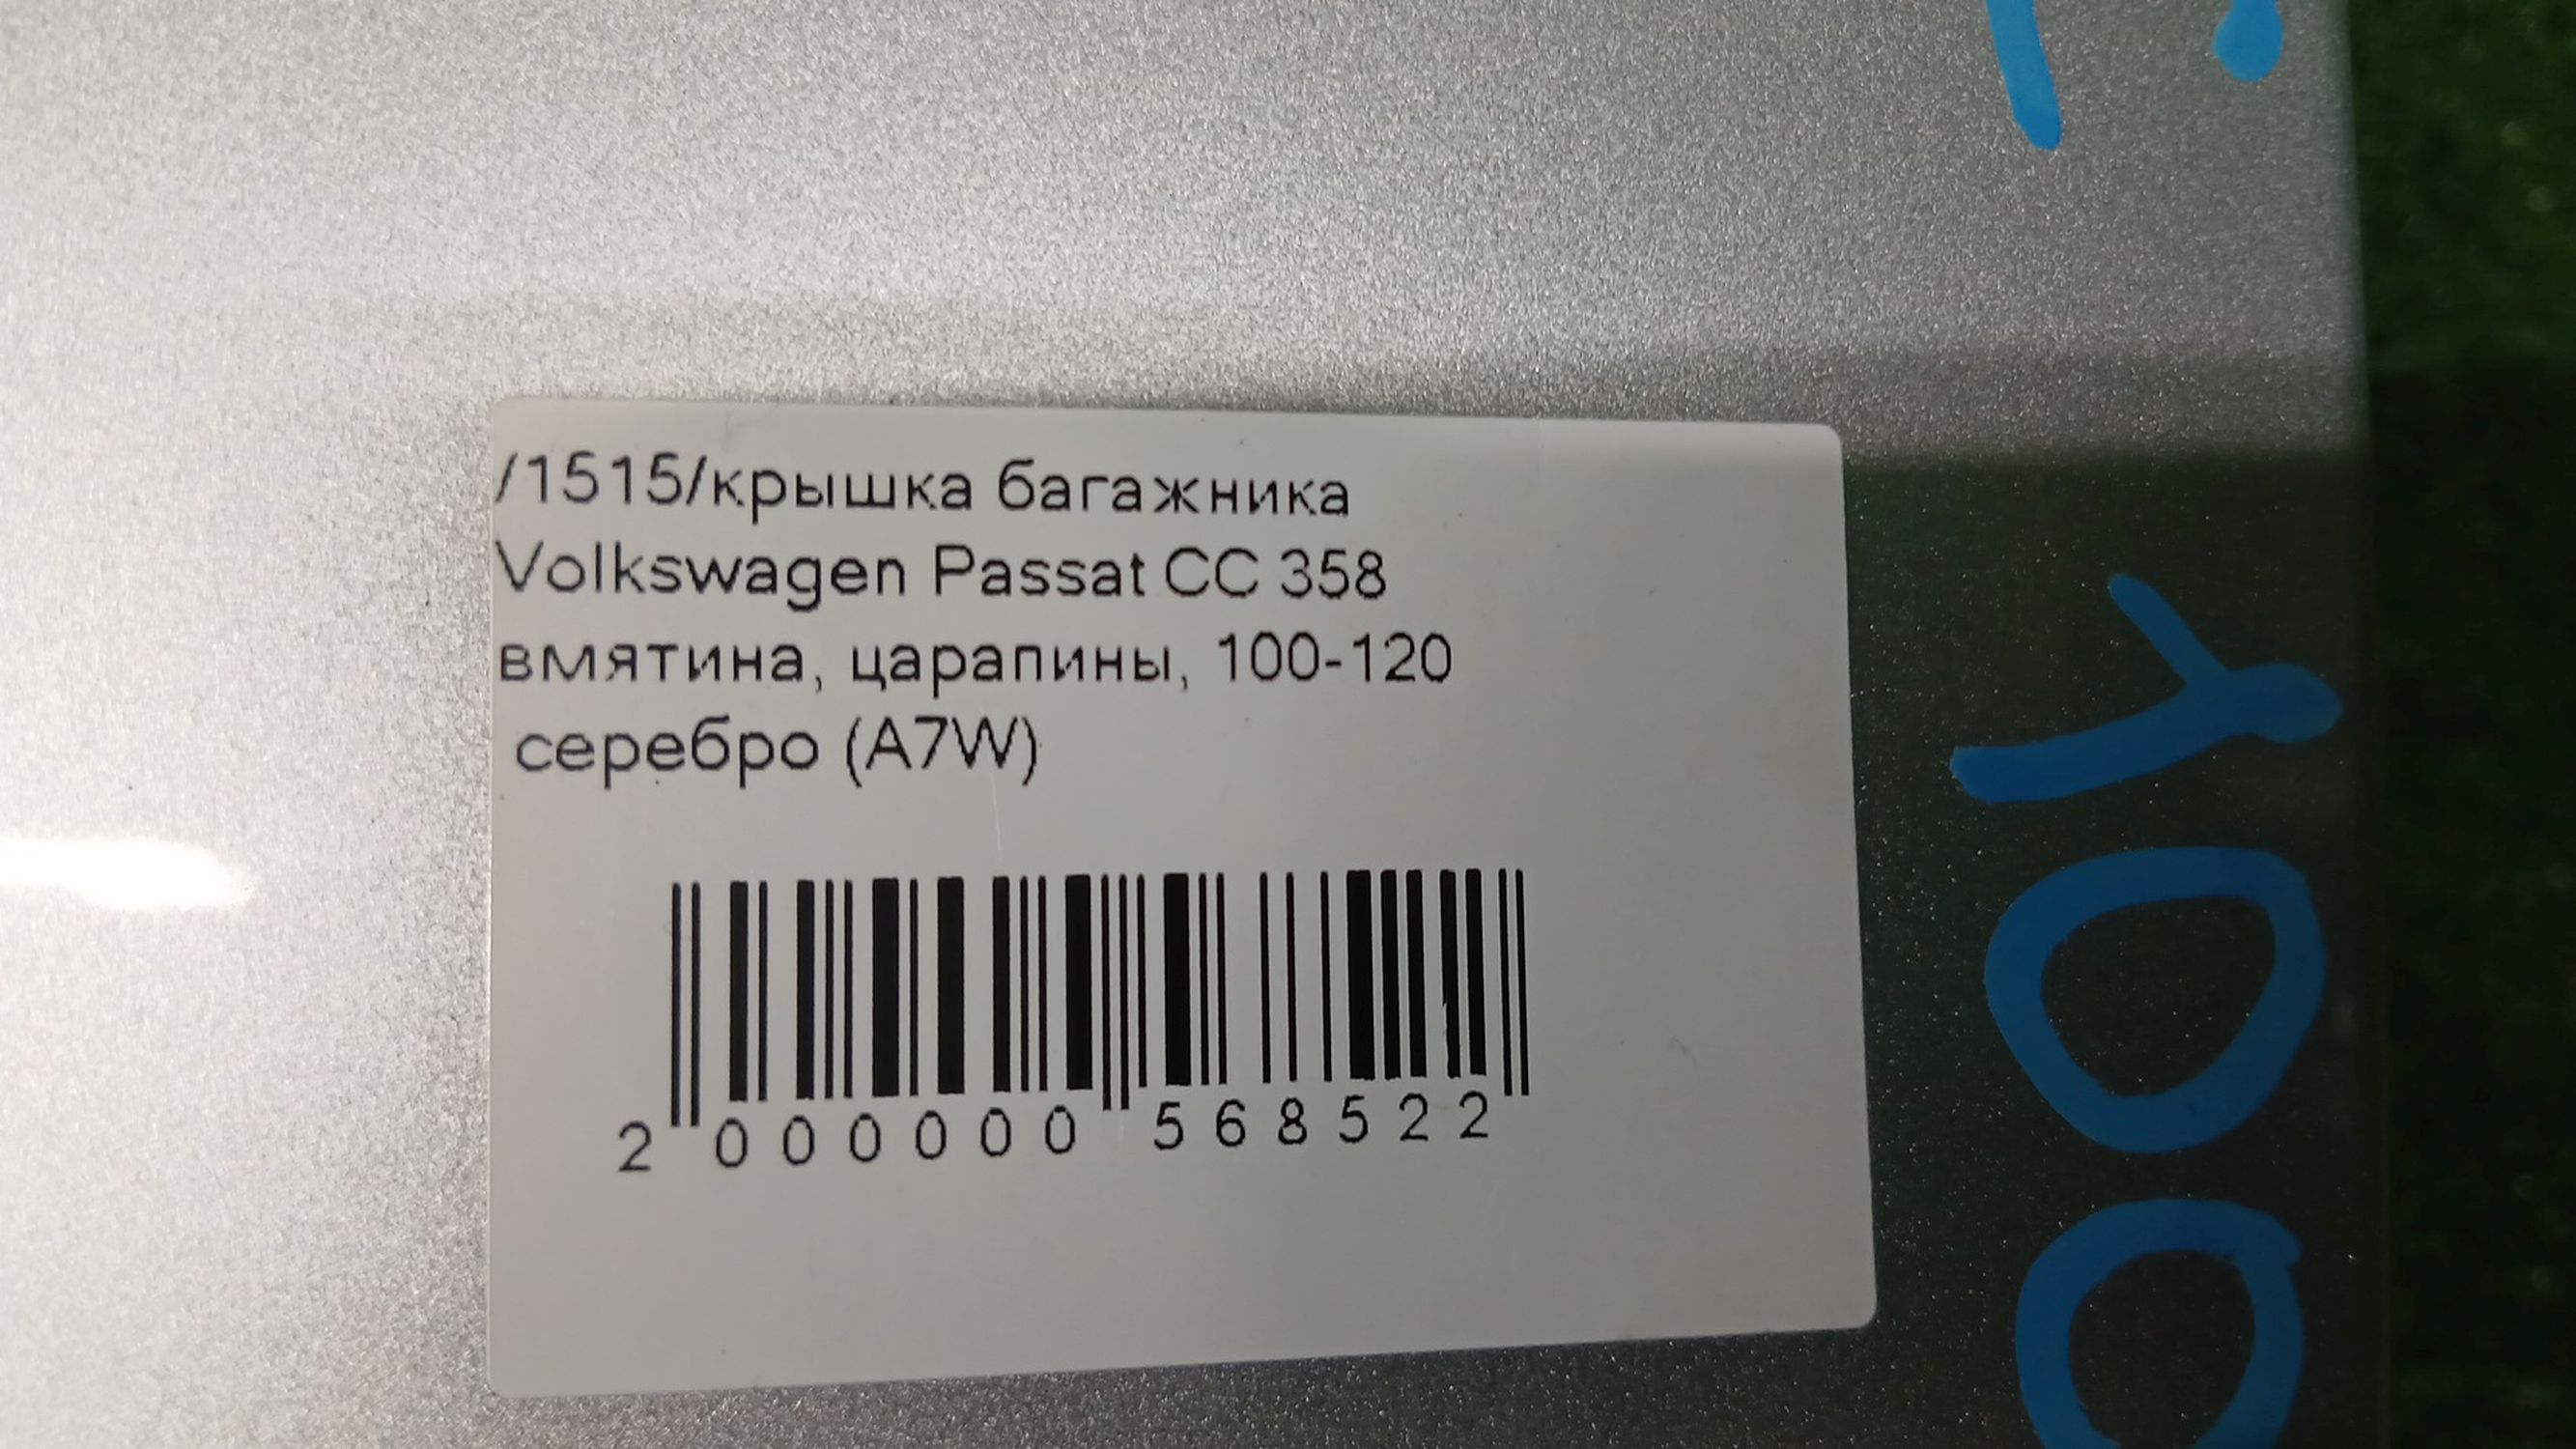 /1515/крышка багажника
Volkswagen Passat CC 358
вмятина, царапины, 100-120
серебро (A7W)
2 000000 568522
100